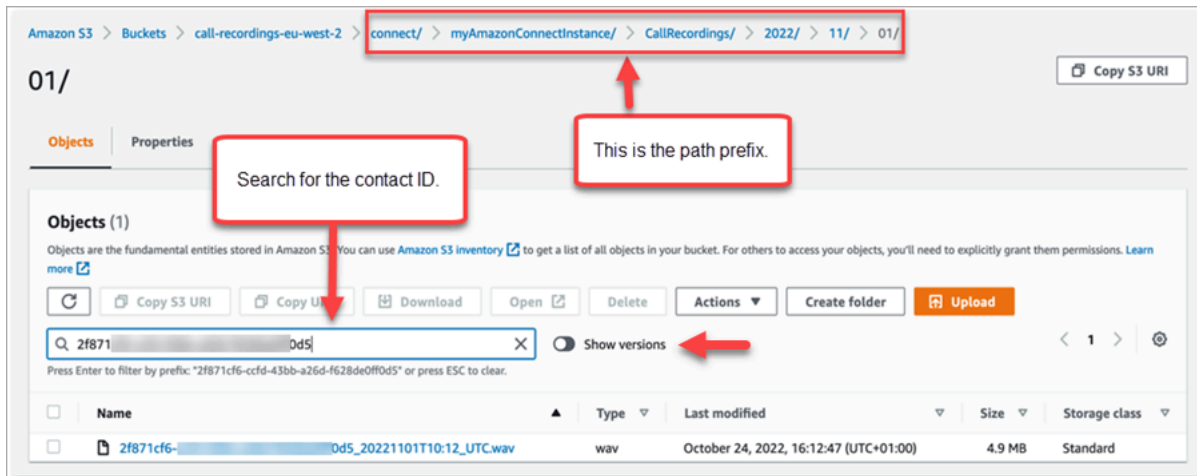 Amazon S3 > Buckets > call-recordings-eu-west-2 > connect/ > myAmazonConnectInstance/ > CallRecordings/ > 2022/ > 11/ > 01/
01/
Copy S3 URI
Objects
Properties
This is the path prefix.
Search for the contact ID.
Objects (1)
Objects are the fundamental entities stored in Amazon S3. You can use Amazon S3 inventory to get a list of all objects in your bucket. For others to access your objects, you'll need to explicitly grant them permissions. Learn
more
Copy S3 URI
Copy
Download
Open
Delete
Actions
Create folder
Upload
2f871 0d5
Show versions
< 1 >
Press Enter to filter by prefix: "2f871cf6-ccfd-43bb-a26d-f628de0ff0d5" or press ESC to clear.
Name Type Last modified Size Storage class
2f871cf6- 0d5_20221101T10:12_UTC.wav wav October 24, 2022, 16:12:47 (UTC+01:00) 4.9 MB Standard